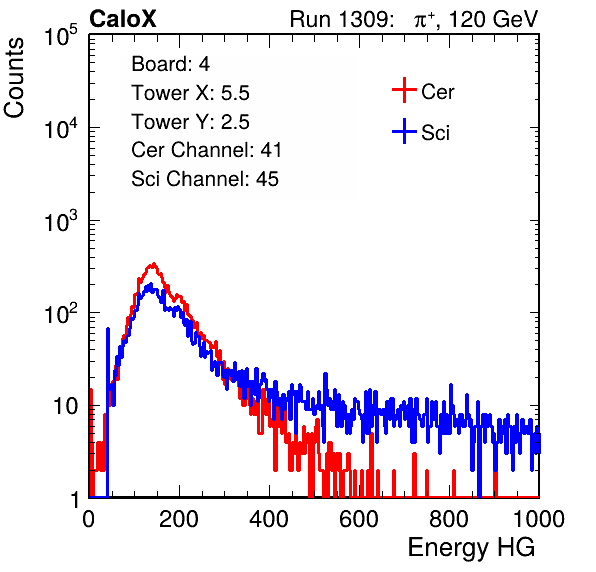 CaloX Run 1309: π⁺, 120 GeV
Counts
10⁵
10⁴
10³
10²
10
1
Board: 4
Tower X: 5.5
Tower Y: 2.5
Cer Channel: 41
Sci Channel: 45
Cer
Sci
0 200 400 600 800 1000
Energy HG